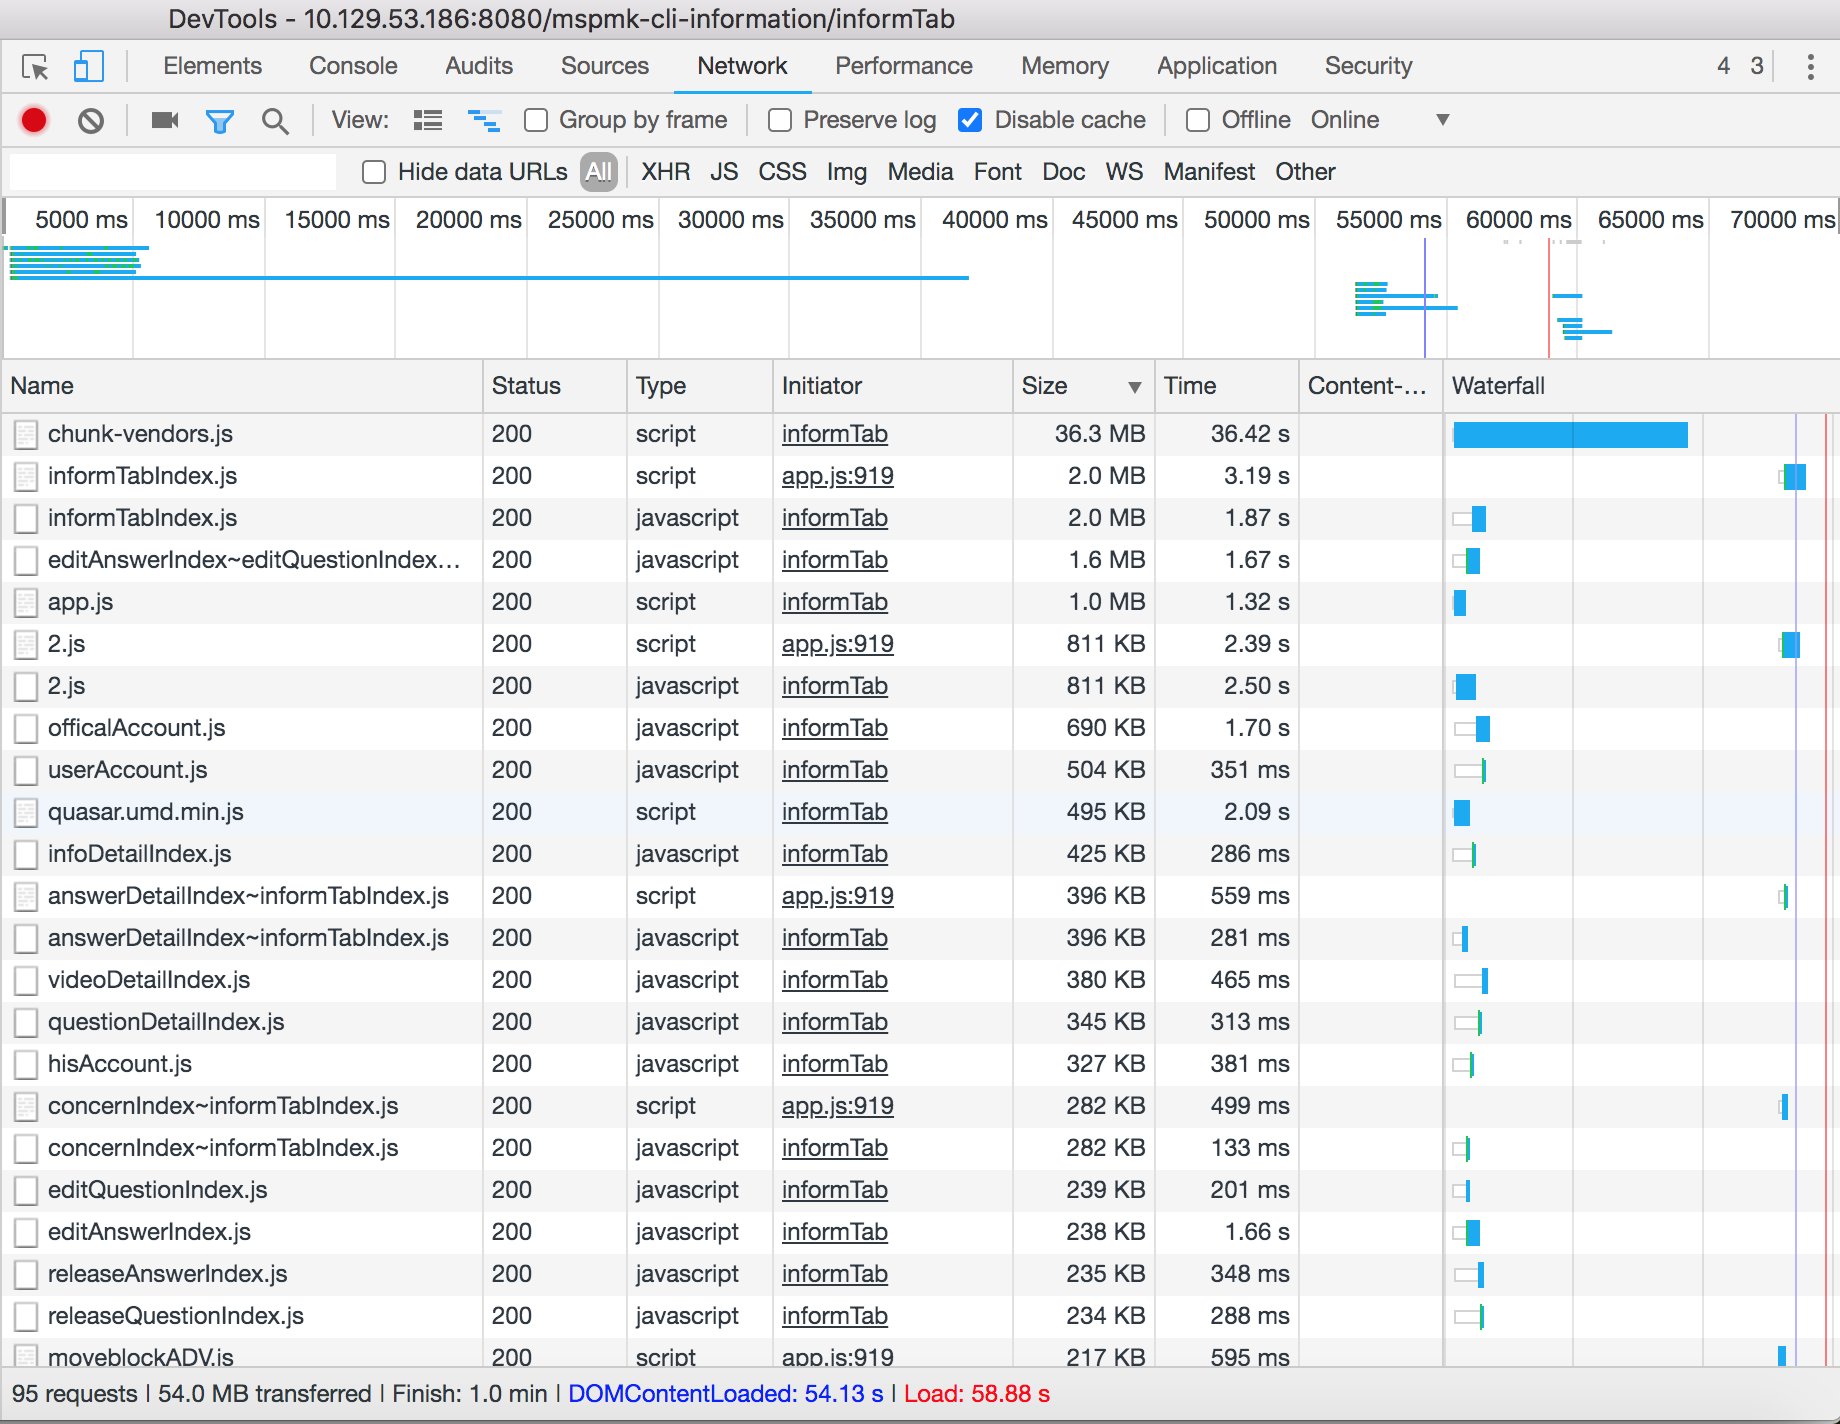 DevTools - 10.129.53.186:8080/mspmk-cli-information/informTab
Elements Console Audits Sources Network Performance Memory Application Security 4 3
View: Group by frame Preserve log Disable cache Offline Online
Hide data URLs All XHR JS CSS Img Media Font Doc WS Manifest Other
5000 ms 10000 ms 15000 ms 20000 ms 25000 ms 30000 ms 35000 ms 40000 ms 45000 ms 50000 ms 55000 ms 60000 ms 65000 ms 70000 ms
Name Status Type Initiator Size Time Content-... Waterfall
chunk-vendors.js 200 script informTab 36.3 MB 36.42 s
informTabIndex.js 200 script app.js:919 2.0 MB 3.19 s
informTabIndex.js 200 javascript informTab 2.0 MB 1.87 s
editAnswerIndex~editQuestionIndex... 200 javascript informTab 1.6 MB 1.67 s
app.js 200 script informTab 1.0 MB 1.32 s
2.js 200 script app.js:919 811 KB 2.39 s
2.js 200 javascript informTab 811 KB 2.50 s
officalAccount.js 200 javascript informTab 690 KB 1.70 s
userAccount.js 200 javascript informTab 504 KB 351 ms
quasar.umd.min.js 200 script informTab 495 KB 2.09 s
infoDetailIndex.js 200 javascript informTab 425 KB 286 ms
answerDetailIndex~informTabIndex.js 200 script app.js:919 396 KB 559 ms
answerDetailIndex~informTabIndex.js 200 javascript informTab 396 KB 281 ms
videoDetailIndex.js 200 javascript informTab 380 KB 465 ms
questionDetailIndex.js 200 javascript informTab 345 KB 313 ms
hisAccount.js 200 javascript informTab 327 KB 381 ms
concernIndex~informTabIndex.js 200 script app.js:919 282 KB 499 ms
concernIndex~informTabIndex.js 200 javascript informTab 282 KB 133 ms
editQuestionIndex.js 200 javascript informTab 239 KB 201 ms
editAnswerIndex.js 200 javascript informTab 238 KB 1.66 s
releaseAnswerIndex.js 200 javascript informTab 235 KB 348 ms
releaseQuestionIndex.js 200 javascript informTab 234 KB 288 ms
moveblockADV.js 200 script app.js:919 217 KB 595 ms
95 requests | 54.0 MB transferred | Finish: 1.0 min | DOMContentLoaded: 54.13 s | Load: 58.88 s